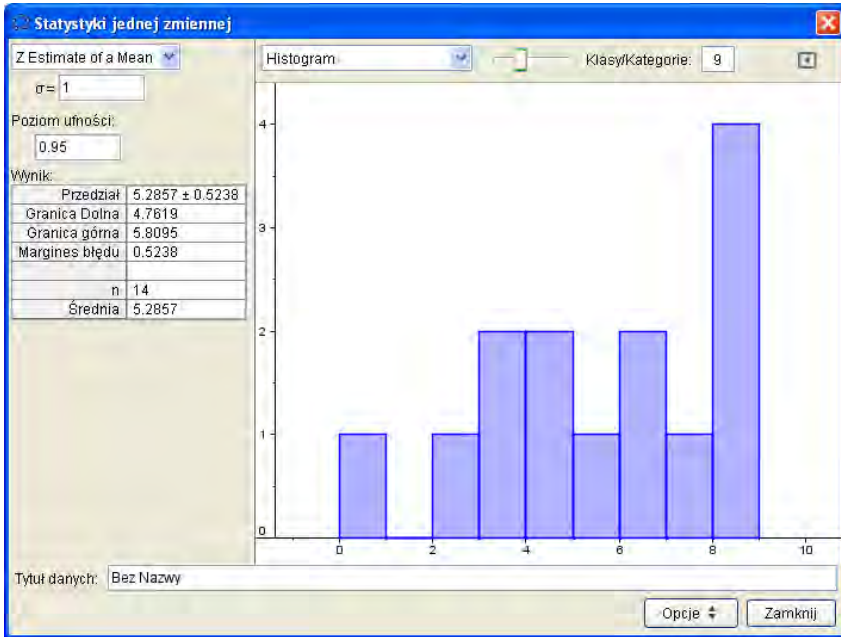 Statystyki jednej zmiennej
Z Estimate of a Mean
σ= 1
Poziom ufności:
0.95
Wynik:
Przedział 5.2857 ± 0.5238
Granica Dolna 4.7619
Granica górna 5.8095
Margines błędu 0.5238
n 14
Średnia 5.2857
Histogram
Klasy/Kategorie: 9
4
3
2
1
0
0 2 4 6 8 10
Tytuł danych: Bez Nazwy
Opcje
Zamknij